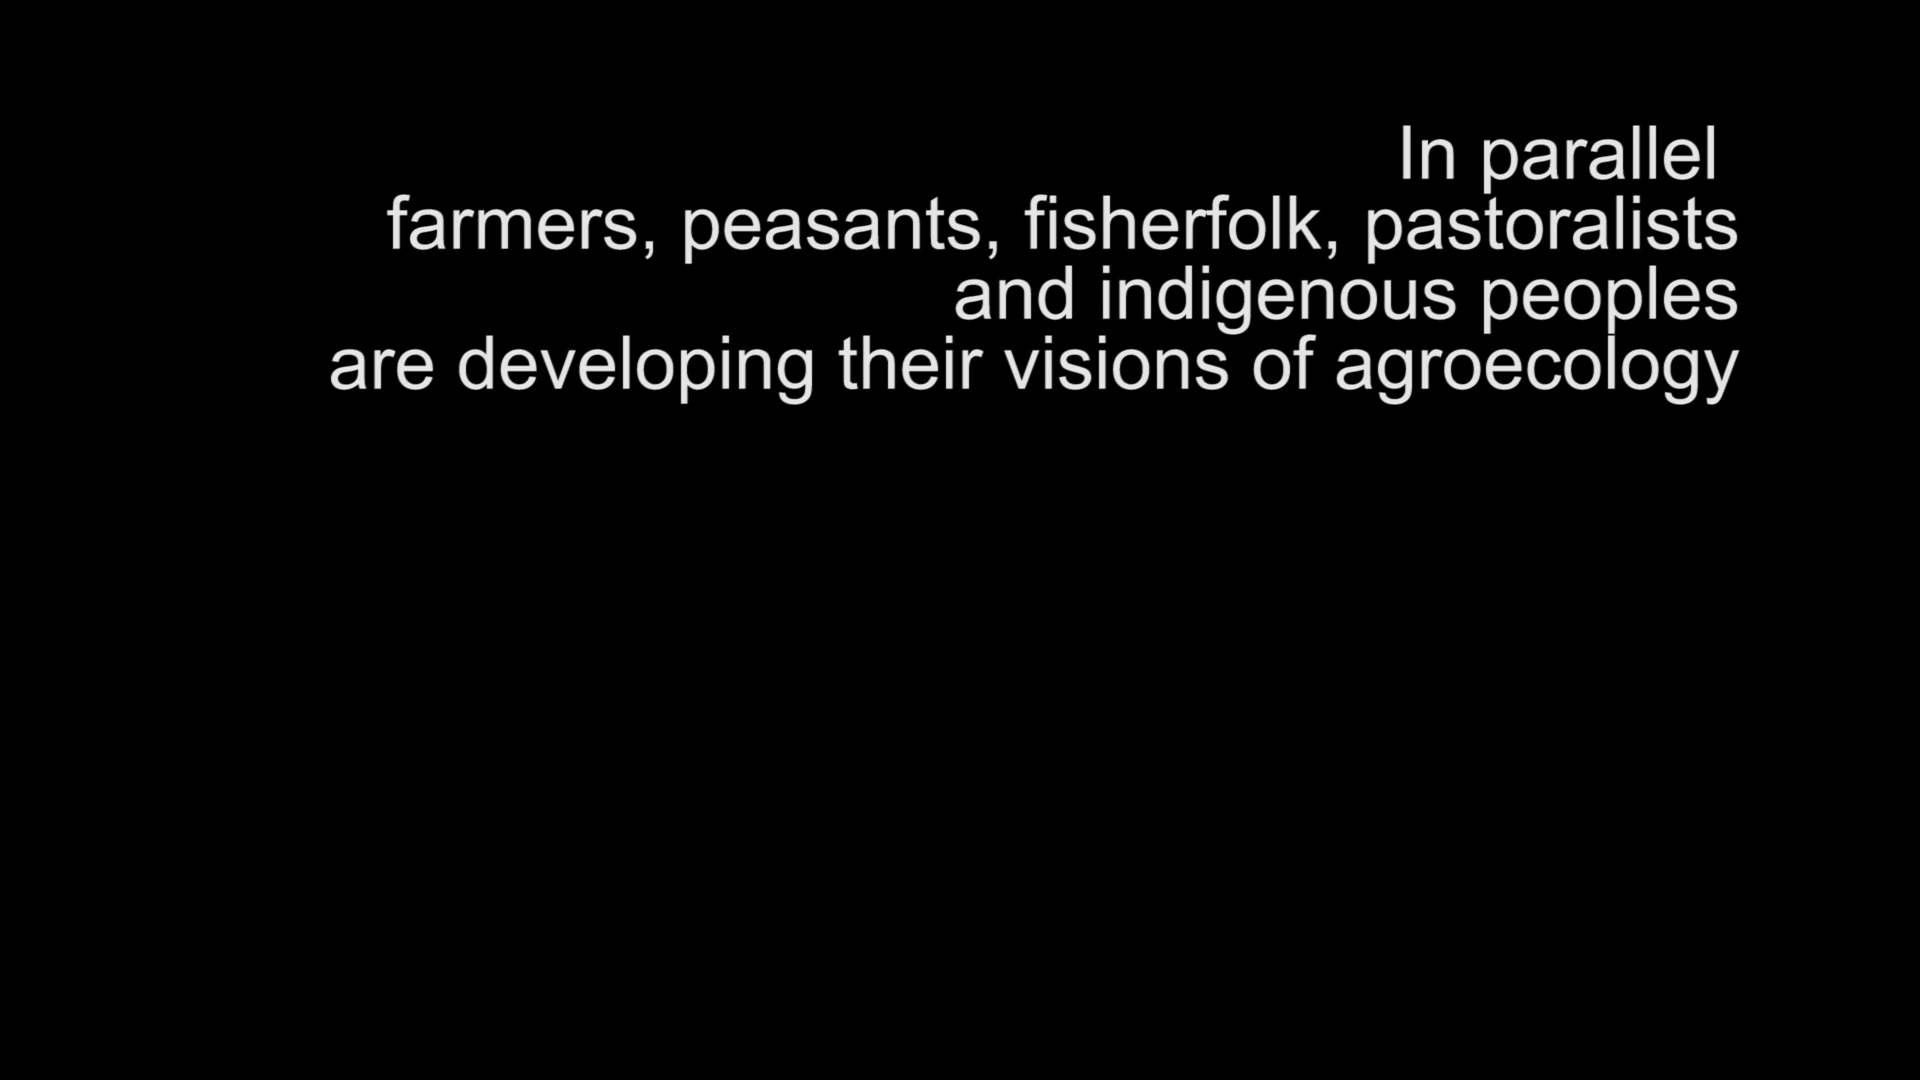 In parallel
farmers, peasants, fisherfolk, pastoralists
and indigenous peoples
are developing their visions of agroecology